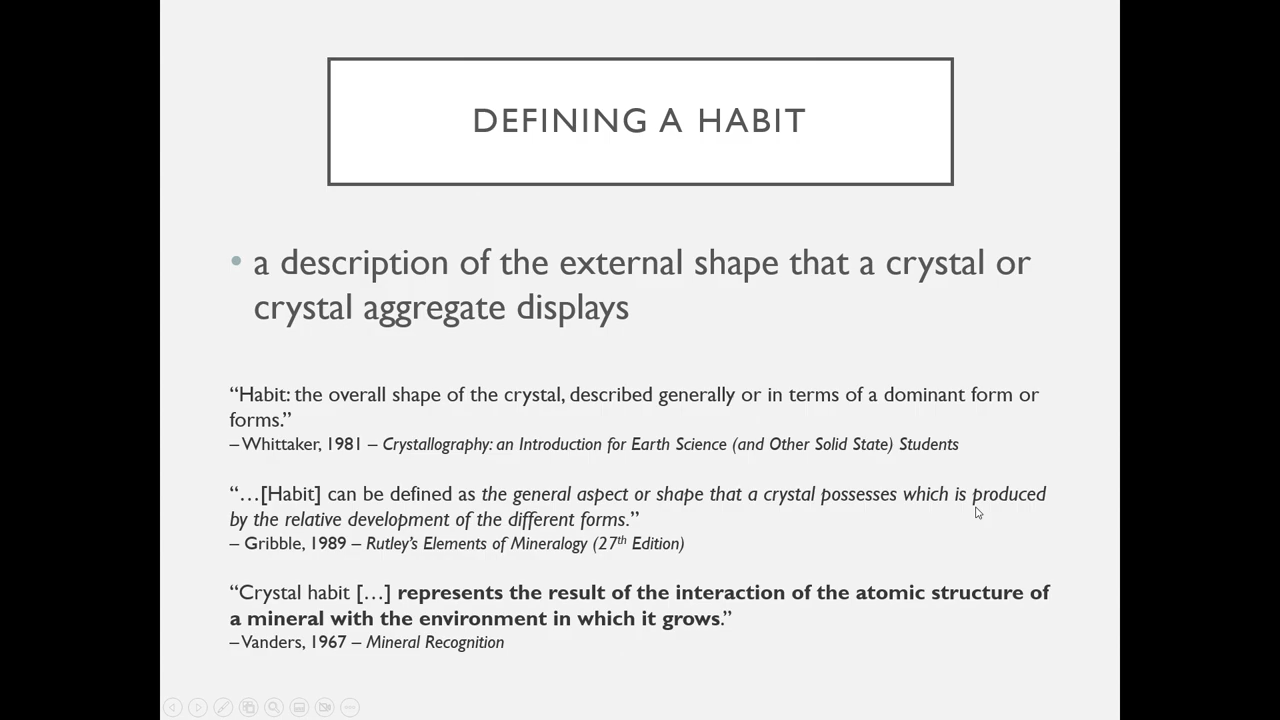 DEFINING A HABIT
• a description of the external shape that a crystal or
crystal aggregate displays
“Habit: the overall shape of the crystal, described generally or in terms of a dominant form or
forms.”
– Whittaker, 1981 – Crystallography: an Introduction for Earth Science (and Other Solid State) Students
“…[Habit] can be defined as the general aspect or shape that a crystal possesses which is produced
by the relative development of the different forms.”
– Gribble, 1989 – Rutley’s Elements of Mineralogy (27th Edition)
“Crystal habit […] represents the result of the interaction of the atomic structure of
a mineral with the environment in which it grows.”
– Vanders, 1967 – Mineral Recognition